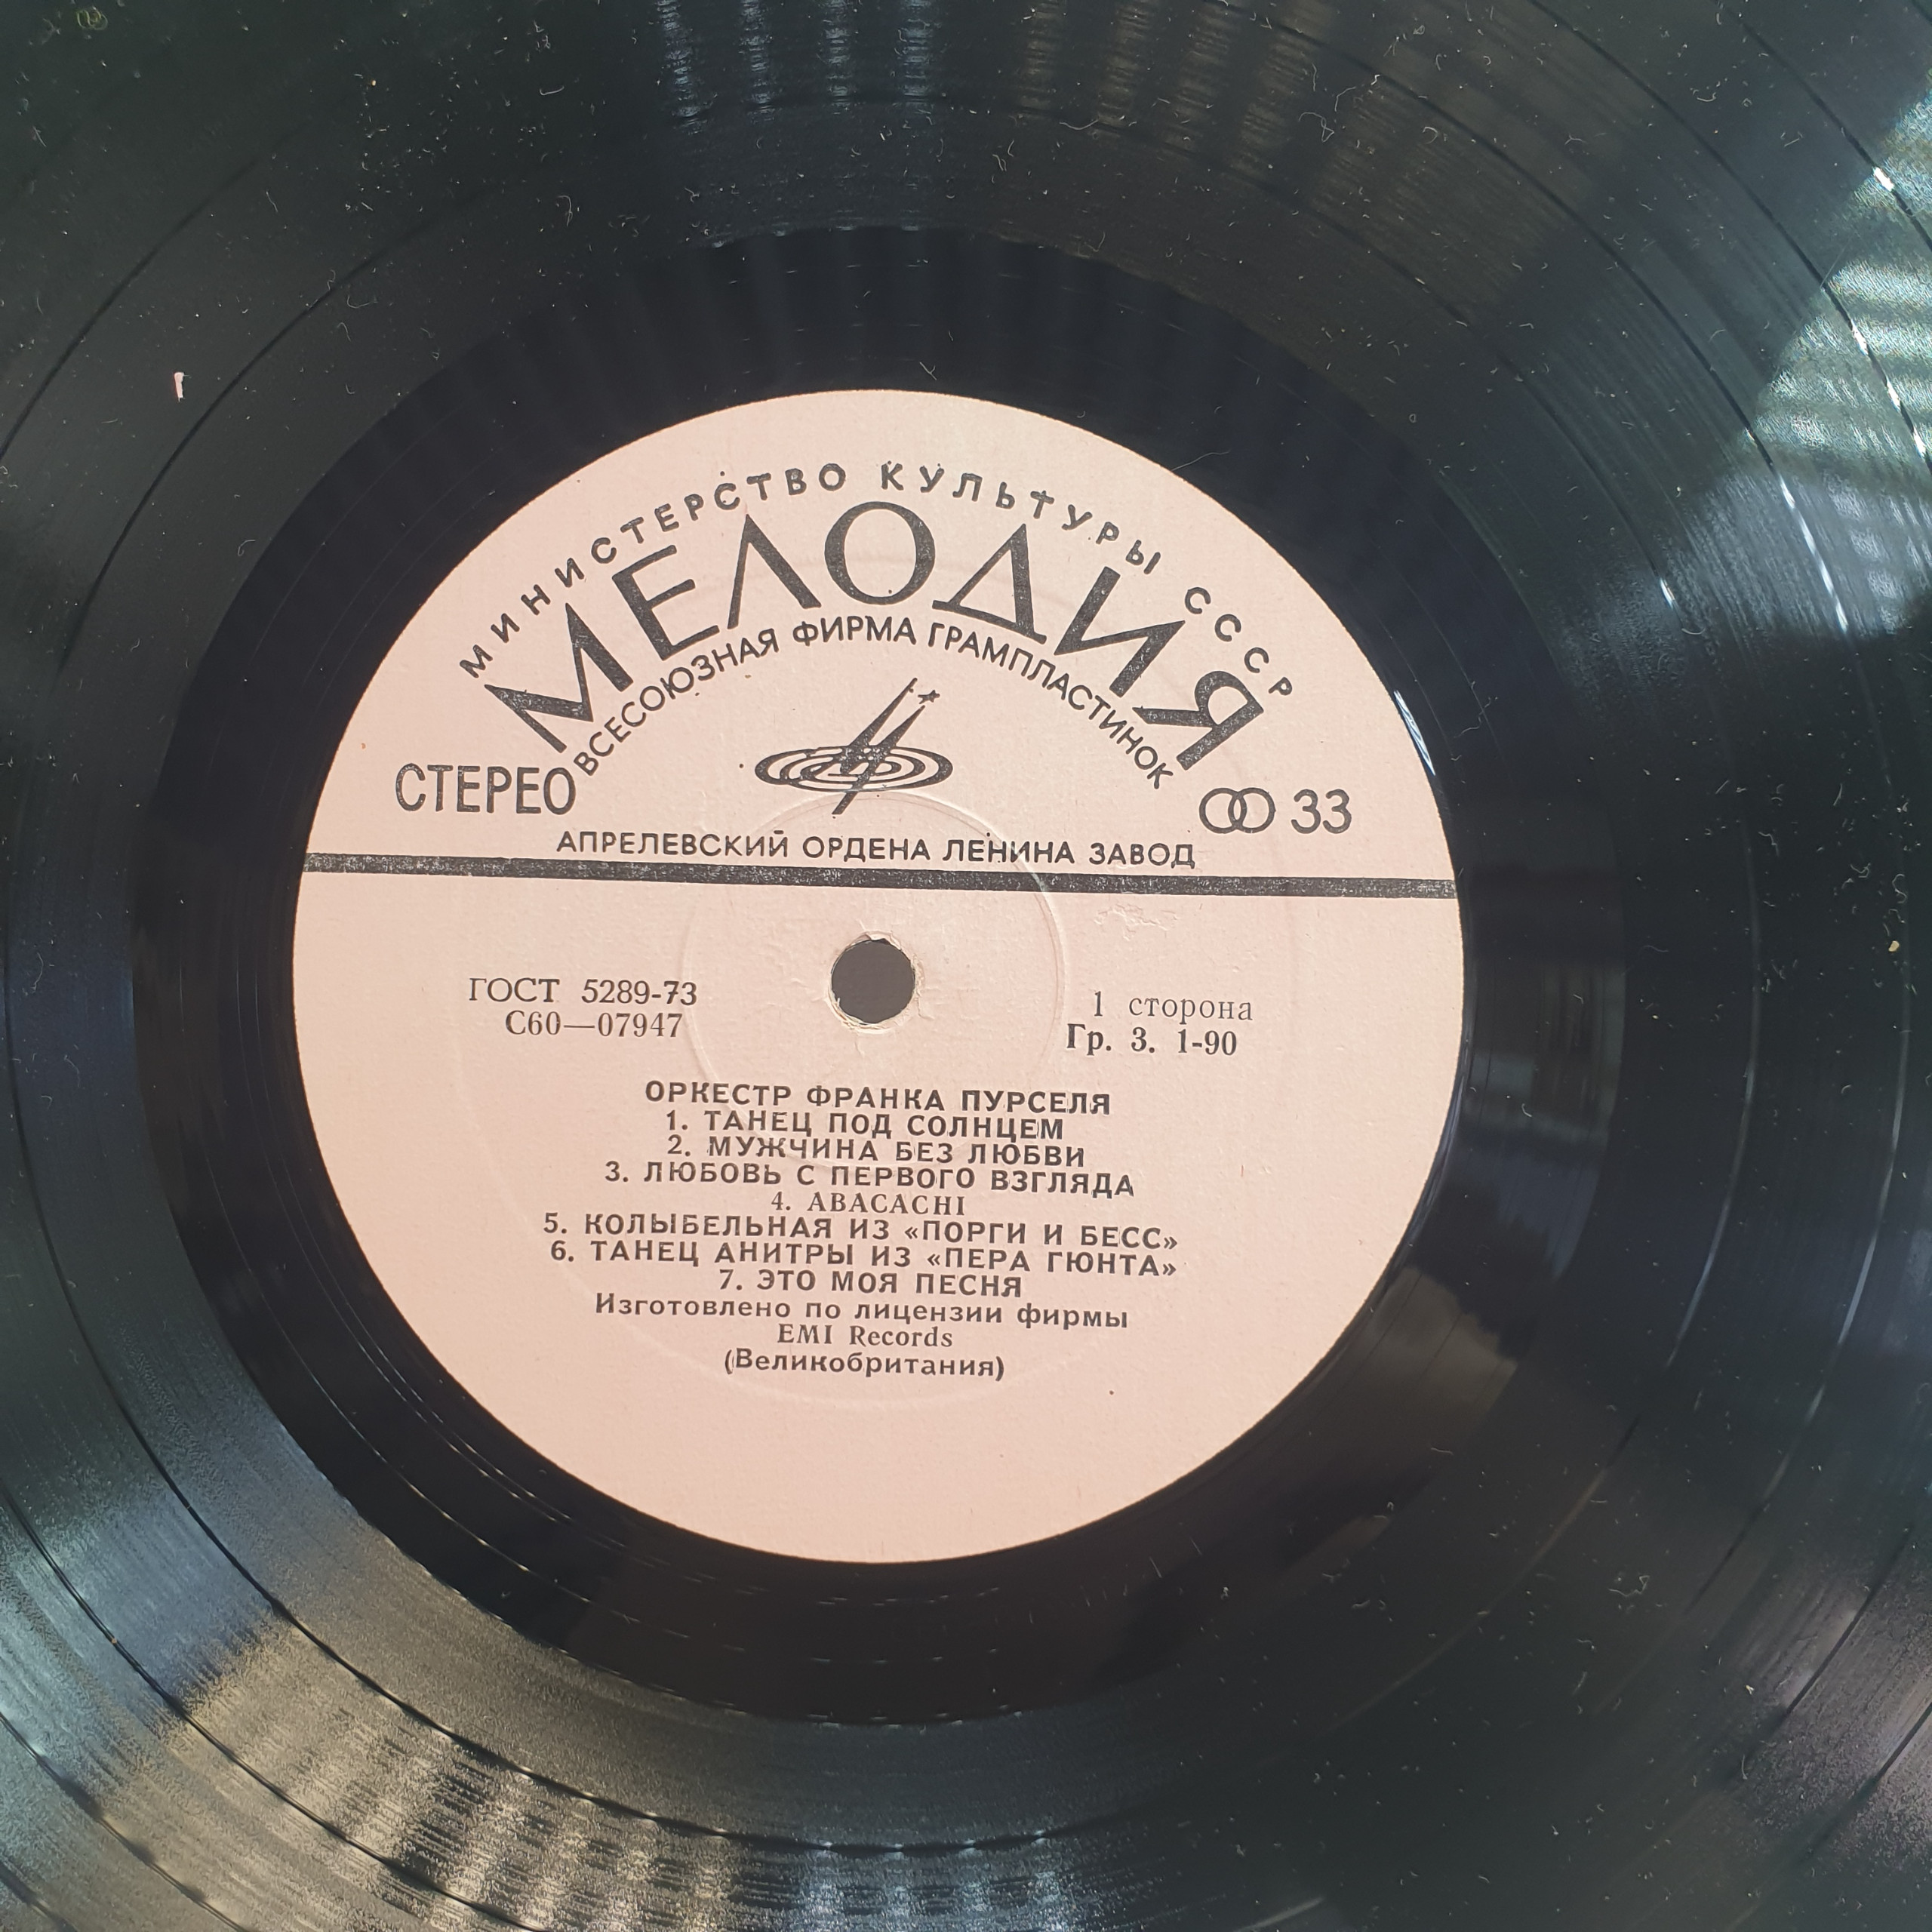 МИНИСТЕРСТВО КУЛЬТУРЫ СССР
МЕЛОДИЯ
ВСЕСОЮЗНАЯ ФИРМА ГРАМПЛАСТИНОК
СТЕРЕО
33
АПРЕЛЕВСКИЙ ОРДЕНА ЛЕНИНА ЗАВОД
ГОСТ 5289-73
С60—07947
1 сторона
Гр. 3. 1-90
ОРКЕСТР ФРАНКА ПУРСЕЛЯ
1. ТАНЕЦ ПОД СОЛНЦЕМ
2. МУЖЧИНА БЕЗ ЛЮБВИ
3. ЛЮБОВЬ С ПЕРВОГО ВЗГЛЯДА
4. ABACACHI
5. КОЛЫБЕЛЬНАЯ ИЗ «ПОРГИ И БЕСС»
6. ТАНЕЦ АНИТРЫ ИЗ «ПЕРА ГЮНТА»
7. ЭТО МОЯ ПЕСНЯ
Изготовлено по лицензии фирмы
EMI Records
(Великобритания)